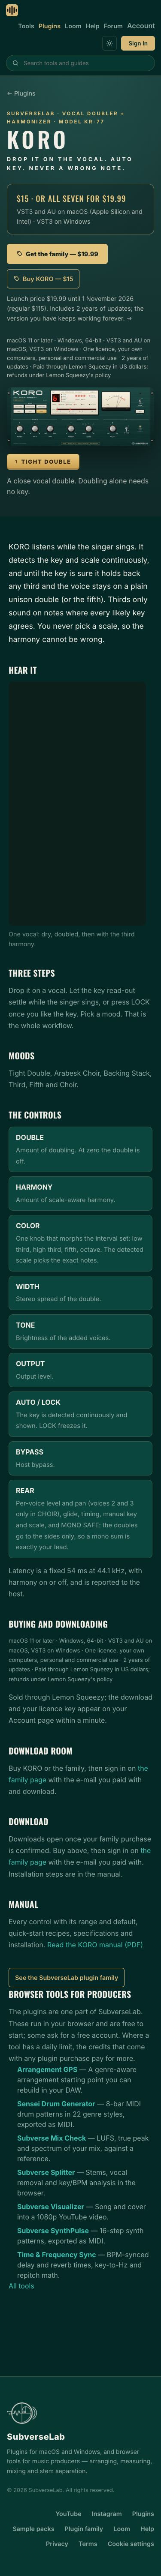 Tools Plugins Loom Help Forum Account
Sign In
Search tools and guides
← Plugins
SUBVERSELAB · VOCAL DOUBLER +
HARMONIZER · MODEL KR-77
KORO
DROP IT ON THE VOCAL. AUTO
KEY. NEVER A WRONG NOTE.
$15 · OR ALL SEVEN FOR $19.99
VST3 and AU on macOS (Apple Silicon and
Intel) · VST3 on Windows
Get the family — $19.99
Buy KORO — $15
Launch price $19.99 until 1 November 2026
(regular $115). Includes 2 years of updates; the
version you have keeps working forever. →
macOS 11 or later · Windows, 64-bit · VST3 and AU on
macOS, VST3 on Windows · One licence, your own
computers, personal and commercial use · 2 years of
updates · Paid through Lemon Squeezy in US dollars;
refunds under Lemon Squeezy's policy
KORO
1 TIGHT DOUBLE
A close vocal double. Doubling alone needs
no key.
KORO listens while the singer sings. It
detects the key and scale continuously,
and until the key is sure it holds back
any third and the voice stays on a plain
unison double (or the fifth). Thirds only
sound on notes where every likely key
agrees. You never pick a scale, so the
harmony cannot be wrong.
HEAR IT
One vocal: dry, doubled, then with the third
harmony.
THREE STEPS
Drop it on a vocal. Let the key read-out
settle while the singer sings, or press LOCK
once you like the key. Pick a mood. That is
the whole workflow.
MOODS
Tight Double, Arabesk Choir, Backing Stack,
Third, Fifth and Choir.
THE CONTROLS
DOUBLE
Amount of doubling. At zero the double is
off.
HARMONY
Amount of scale-aware harmony.
COLOR
One knob that morphs the interval set: low
third, high third, fifth, octave. The detected
scale picks the exact notes.
WIDTH
Stereo spread of the double.
TONE
Brightness of the added voices.
OUTPUT
Output level.
AUTO / LOCK
The key is detected continuously and
shown. LOCK freezes it.
BYPASS
Host bypass.
REAR
Per-voice level and pan (voices 2 and 3
only in CHOIR), glide, timing, manual key
and scale, and MONO SAFE: the doubles
go to the sides only, so a mono sum is
exactly your lead.
Latency is a fixed 54 ms at 44.1 kHz, with
harmony on or off, and is reported to the
host.
BUYING AND DOWNLOADING
macOS 11 or later · Windows, 64-bit · VST3 and AU on
macOS, VST3 on Windows · One licence, your own
computers, personal and commercial use · 2 years of
updates · Paid through Lemon Squeezy in US dollars;
refunds under Lemon Squeezy's policy
Sold through Lemon Squeezy; the download
and your licence key appear on your
Account page within a minute.
DOWNLOAD ROOM
Buy KORO or the family, then sign in on the
family page with the e-mail you paid with
and download.
DOWNLOAD
Downloads open once your family purchase
is confirmed. Buy above, then sign in on the
family page with the e-mail you paid with.
Installation steps are in the manual.
MANUAL
Every control with its range and default,
quick-start recipes, specifications and
installation. Read the KORO manual (PDF)
See the SubverseLab plugin family
BROWSER TOOLS FOR PRODUCERS
The plugins are one part of SubverseLab.
These run in your browser and are free to
start; some ask for a free account. Where a
tool has a daily limit, the credits that come
with any plugin purchase pay for more.
Arrangement GPS — A genre-aware
arrangement starting point you can
rebuild in your DAW.
Sensei Drum Generator — 8-bar MIDI
drum patterns in 22 genre styles,
exported as MIDI.
Subverse Mix Check — LUFS, true peak
and spectrum of your mix, against a
reference.
Subverse Splitter — Stems, vocal
removal and key/BPM analysis in the
browser.
Subverse Visualizer — Song and cover
into a 1080p YouTube video.
Subverse SynthPulse — 16-step synth
patterns, exported as MIDI.
Time & Frequency Sync — BPM-synced
delay and reverb times, key-to-Hz and
repitch math.
All tools
SubverseLab
Plugins for macOS and Windows, and browser
tools for music producers — arranging, measuring,
mixing and stem separation.
© 2026 SubverseLab. All rights reserved.
YouTube Instagram Plugins
Sample packs Plugin family Loom Help
Privacy Terms Cookie settings